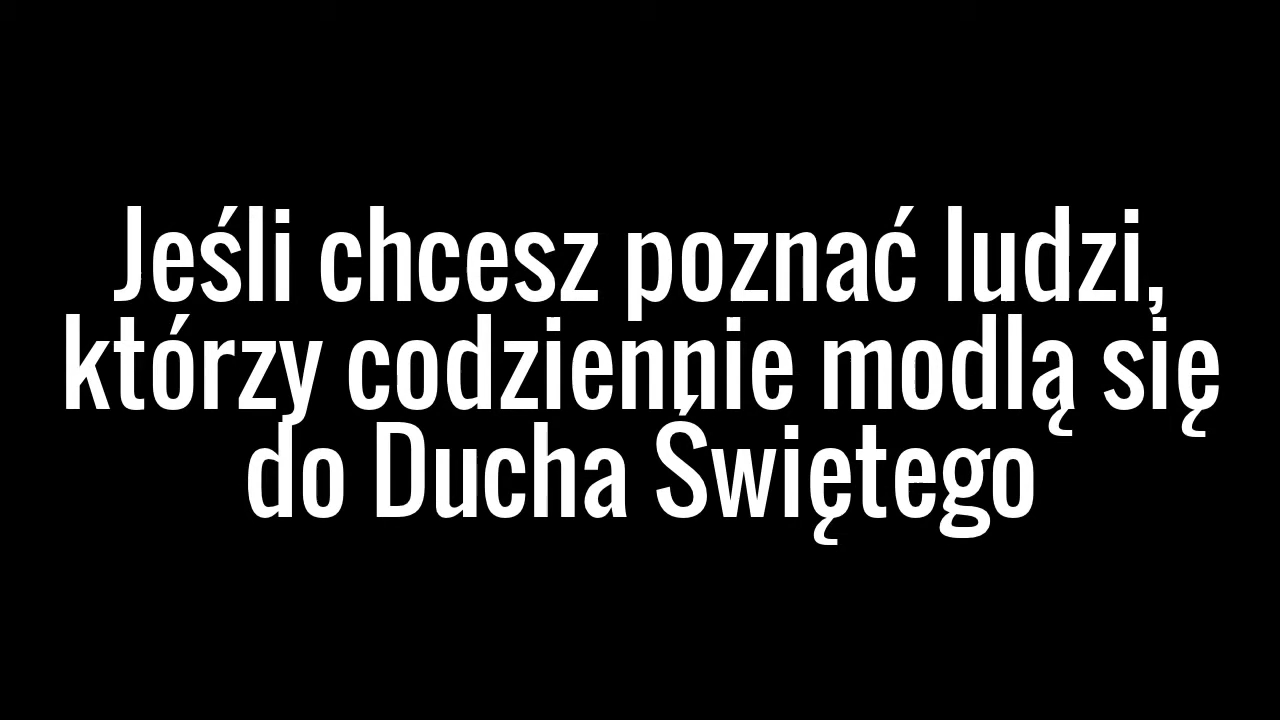 Jeśli chcesz poznać ludzi,
którzy codziennie modlą się
do Ducha Świętego